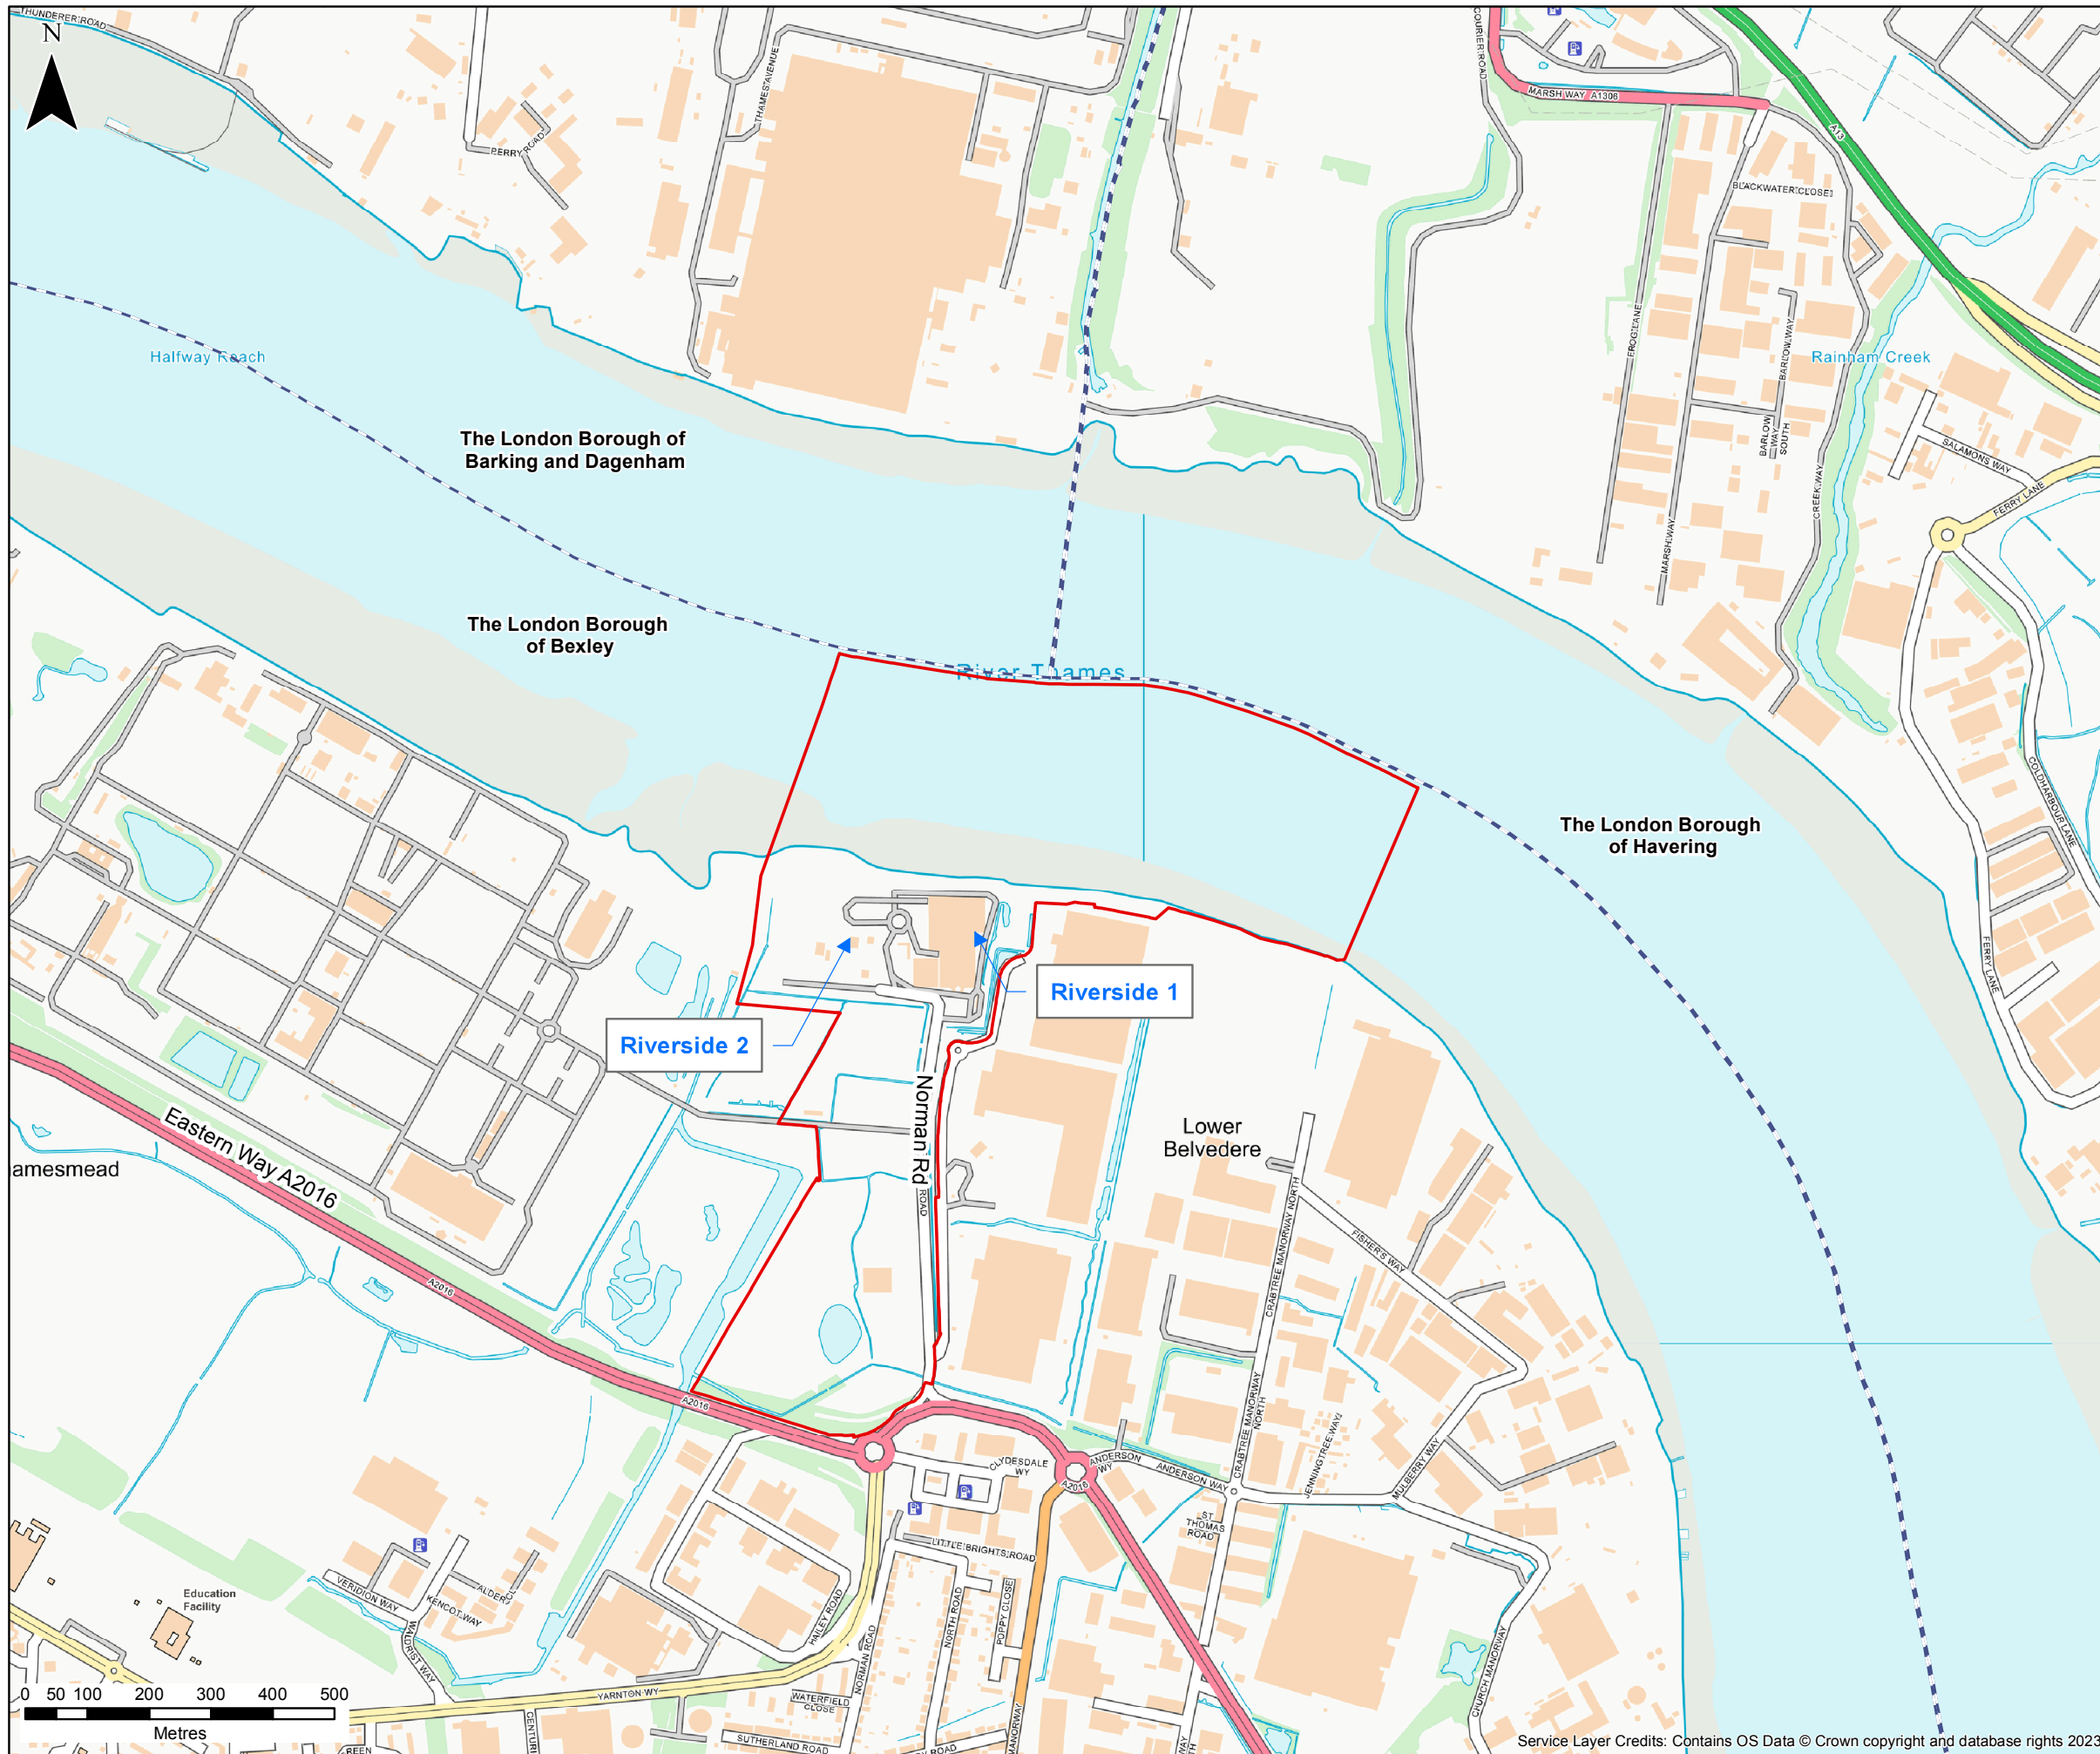 THUNDERER ROAD
N
THAMES AVENUE
PERRY ROAD
COURIER ROAD
MARSH WAY A1306
A13
BLACKWATER CLOSE
Halfway Reach
FROG LANE
BARLOW WAY
Rainham Creek
The London Borough of
Barking and Dagenham
BARLOW
WAY
SOUTH
SALAMONS WAY
CREEK WAY
FERRY LANE
MARSH WAY
The London Borough
of Bexley
River Thames
COLDHARBOUR LANE
The London Borough
of Havering
FERRY LANE
Riverside 1
Riverside 2
Norman Rd
ROAD
Eastern Way A2016
amesmead
Lower
Belvedere
CRABTREE MANORWAY NORTH
FISHER'S WAY
A2016
A2016
CRABTREE MANORWAY
NORTH
JENNINGTREE WAY
MULBERRY WAY
CLYDESDALE
WY
ANDERSON
WY
ANDERSON WAY
A2016
ST
THOMAS
ROAD
LITTLE BRIGHTS ROAD
Education
Facility
VERIDION WAY
KENCOT WAY
WALDRIST WAY
HAILEY ROAD
NORMAN ROAD
NORTH ROAD
POPPY CLOSE
CHURCH MANORWAY
YARNTON WY
WATERFIELD
CLOSE
SUTHERLAND ROAD
MANORWAY
ROAD
WAY
0 50 100 200 300 400 500
Metres
Service Layer Credits: Contains OS Data © Crown copyright and database rights